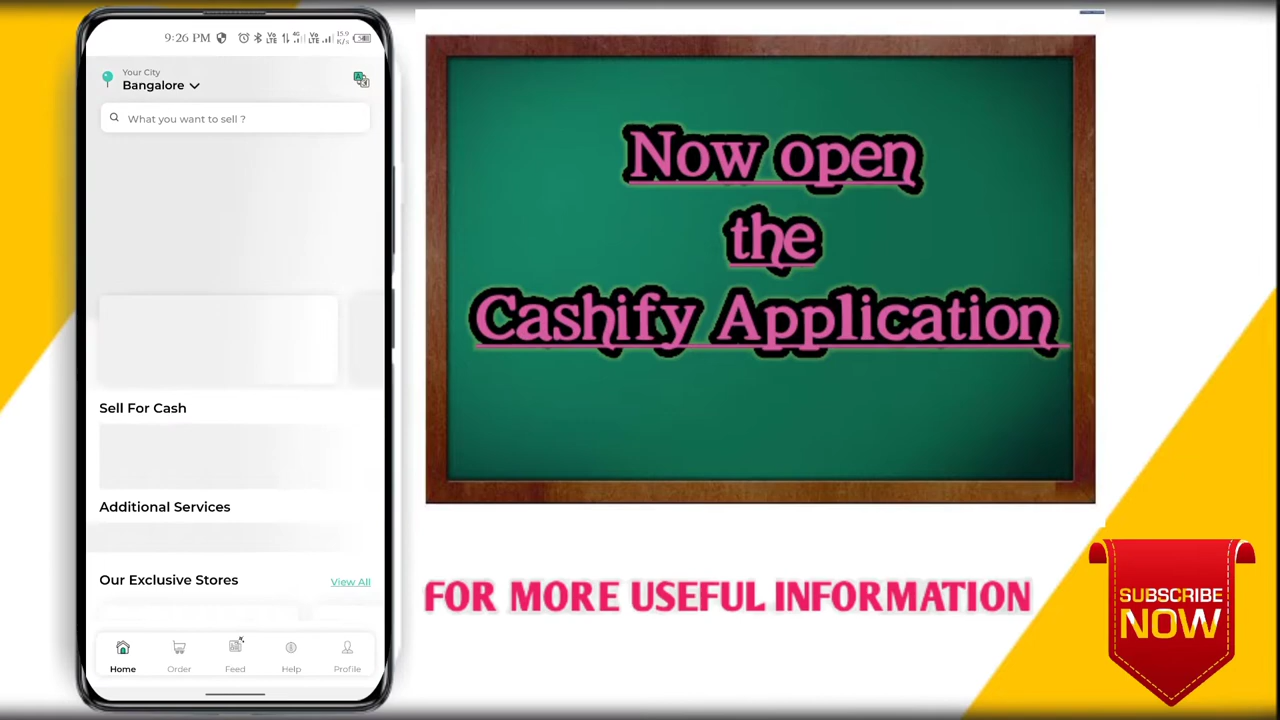 9:26 PM
Your City
Bangalore
What you want to sell ?
Sell For Cash
Additional Services
Our Exclusive Stores
View All
Home
Order
Feed
Help
Profile
Now open
the
Cashify Application
FOR MORE USEFUL INFORMATION
SUBSCRIBE
NOW